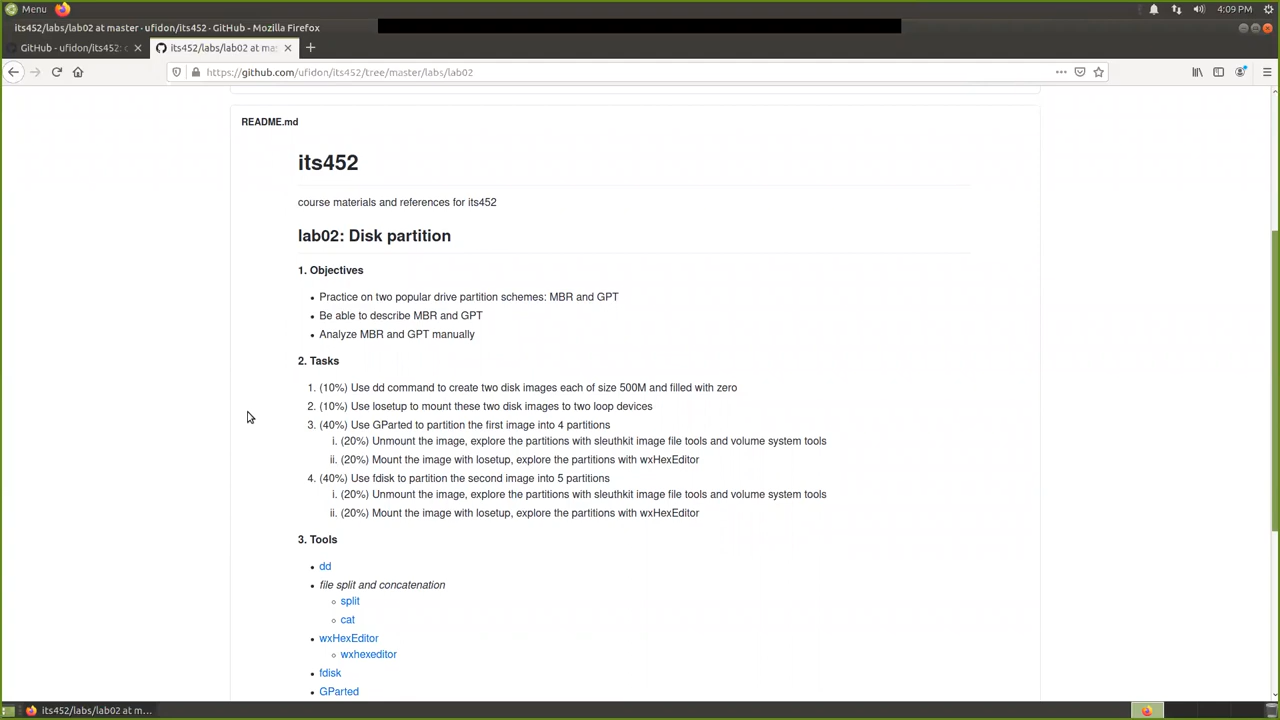 Menu
4:09 PM
its452/labs/lab02 at master · ufidon/its452 · GitHub - Mozilla Firefox
GitHub - ufidon/its452: c
its452/labs/lab02 at mas
https://github.com/ufidon/its452/tree/master/labs/lab02
README.md
its452
course materials and references for its452
lab02: Disk partition
1. Objectives
• Practice on two popular drive partition schemes: MBR and GPT
• Be able to describe MBR and GPT
• Analyze MBR and GPT manually
2. Tasks
1. (10%) Use dd command to create two disk images each of size 500M and filled with zero
2. (10%) Use losetup to mount these two disk images to two loop devices
3. (40%) Use GParted to partition the first image into 4 partitions
i. (20%) Unmount the image, explore the partitions with sleuthkit image file tools and volume system tools
ii. (20%) Mount the image with losetup, explore the partitions with wxHexEditor
4. (40%) Use fdisk to partition the second image into 5 partitions
i. (20%) Unmount the image, explore the partitions with sleuthkit image file tools and volume system tools
ii. (20%) Mount the image with losetup, explore the partitions with wxHexEditor
3. Tools
• dd
• file split and concatenation
◦ split
◦ cat
• wxHexEditor
◦ wxhexeditor
• fdisk
• GParted
its452/labs/lab02 at m...